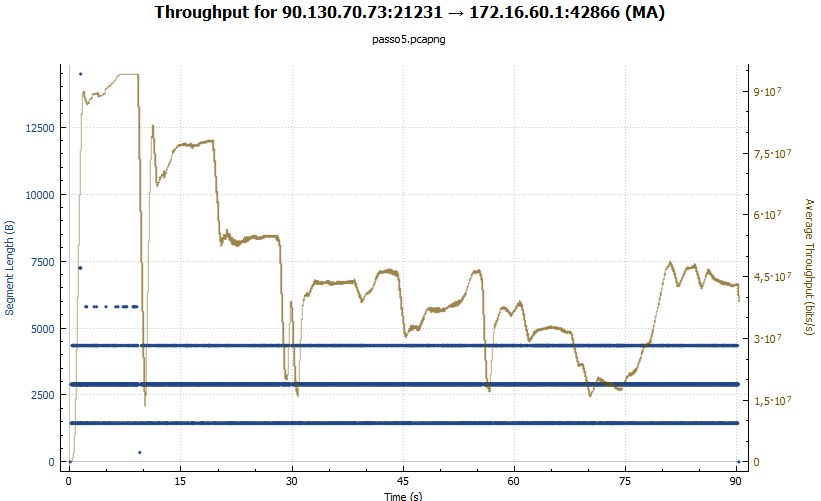 Throughput for 90.130.70.73:21231 → 172.16.60.1:42866 (MA)
passo5.pcapng
Segment Length (B)
12500
10000
7500
5000
2500
0
9·10⁷
7,5·10⁷
6·10⁷
4,5·10⁷
3·10⁷
1,5·10⁷
0
Average Throughput (bits/s)
0 15 30 45 60 75 90
Time (s)